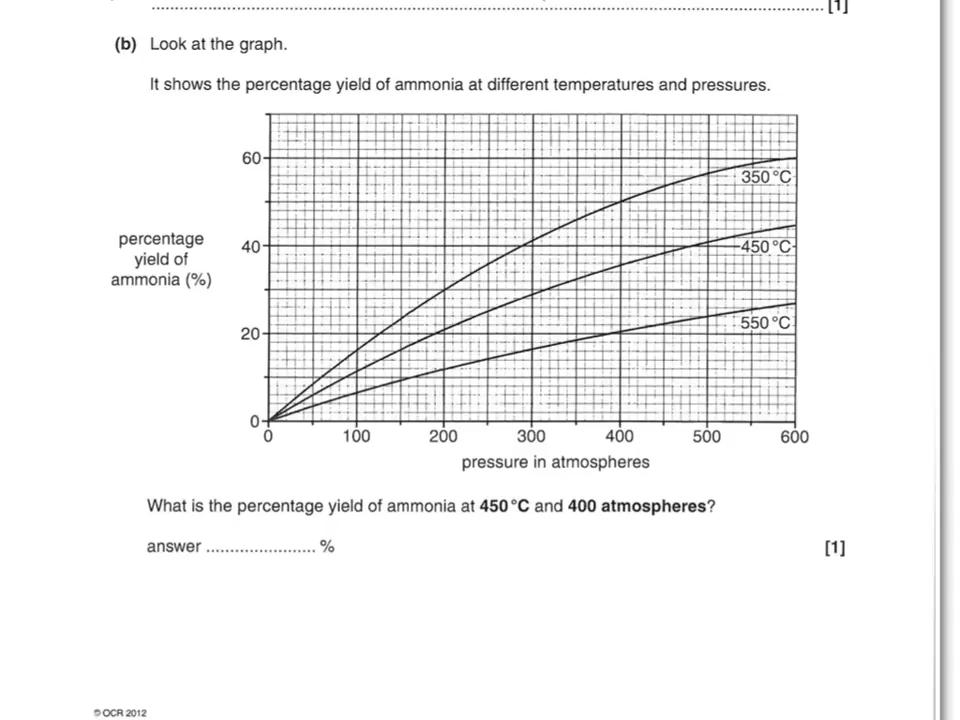 [1]
(b) Look at the graph.
It shows the percentage yield of ammonia at different temperatures and pressures.
60
350 °C
percentage
yield of
ammonia (%)
40
450 °C
20
550 °C
0
0 100 200 300 400 500 600
pressure in atmospheres
What is the percentage yield of ammonia at 450 °C and 400 atmospheres?
answer ....................... % [1]
© OCR 2012